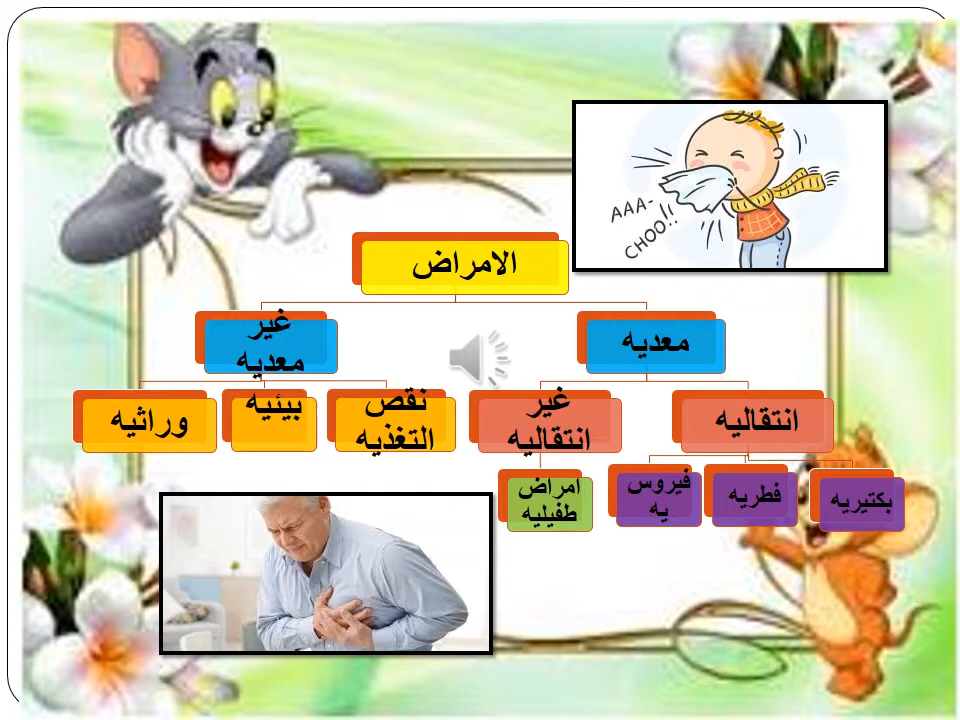 AAA-
CHOO!!
الامراض
معديه
غير
معديه
انتقاليه
غير
انتقاليه
نقص
التغذيه
بيئيه
وراثيه
بكتيريه
فطريه
فيروس
يه
امراض
طفيليه